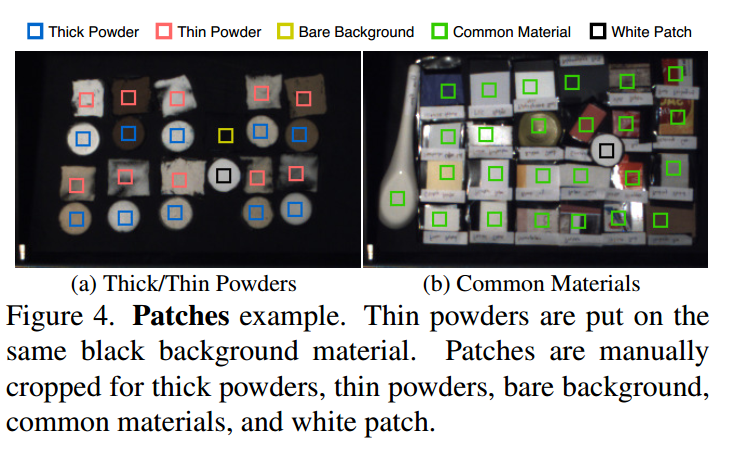 Thick Powder Thin Powder Bare Background Common Material White Patch
(a) Thick/Thin Powders (b) Common Materials
Figure 4. Patches example. Thin powders are put on the
same black background material. Patches are manually
cropped for thick powders, thin powders, bare background,
common materials, and white patch.